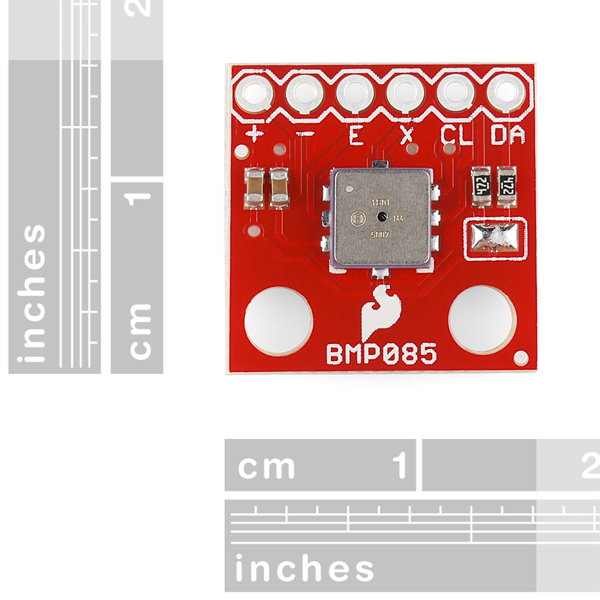 2
1
cm
inches
+ - E X CL DA
472 472
BMP085
cm 1 2
inches